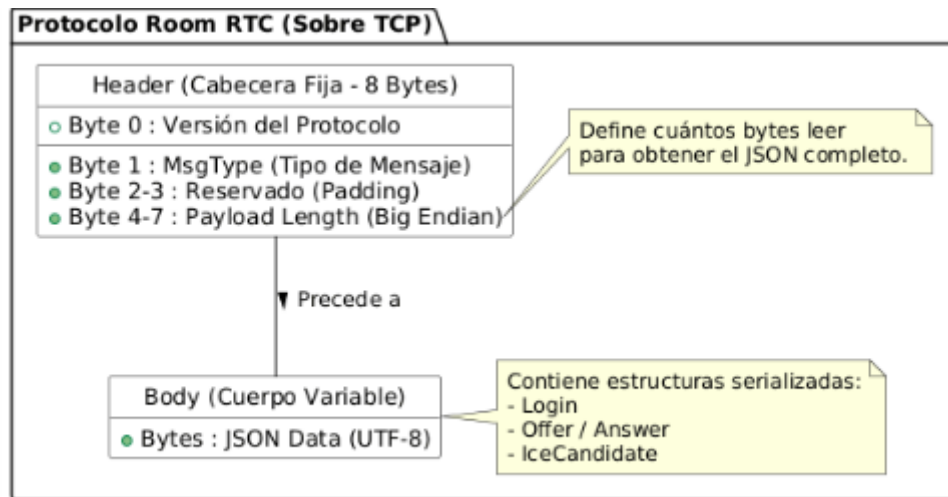 Protocolo Room RTC (Sobre TCP)
Header (Cabecera Fija - 8 Bytes)
Byte 0 : Versión del Protocolo
Byte 1 : MsgType (Tipo de Mensaje)
Byte 2-3 : Reservado (Padding)
Byte 4-7 : Payload Length (Big Endian)
Define cuántos bytes leer
para obtener el JSON completo.
Precede a
Body (Cuerpo Variable)
Bytes : JSON Data (UTF-8)
Contiene estructuras serializadas:
- Login
- Offer / Answer
- IceCandidate